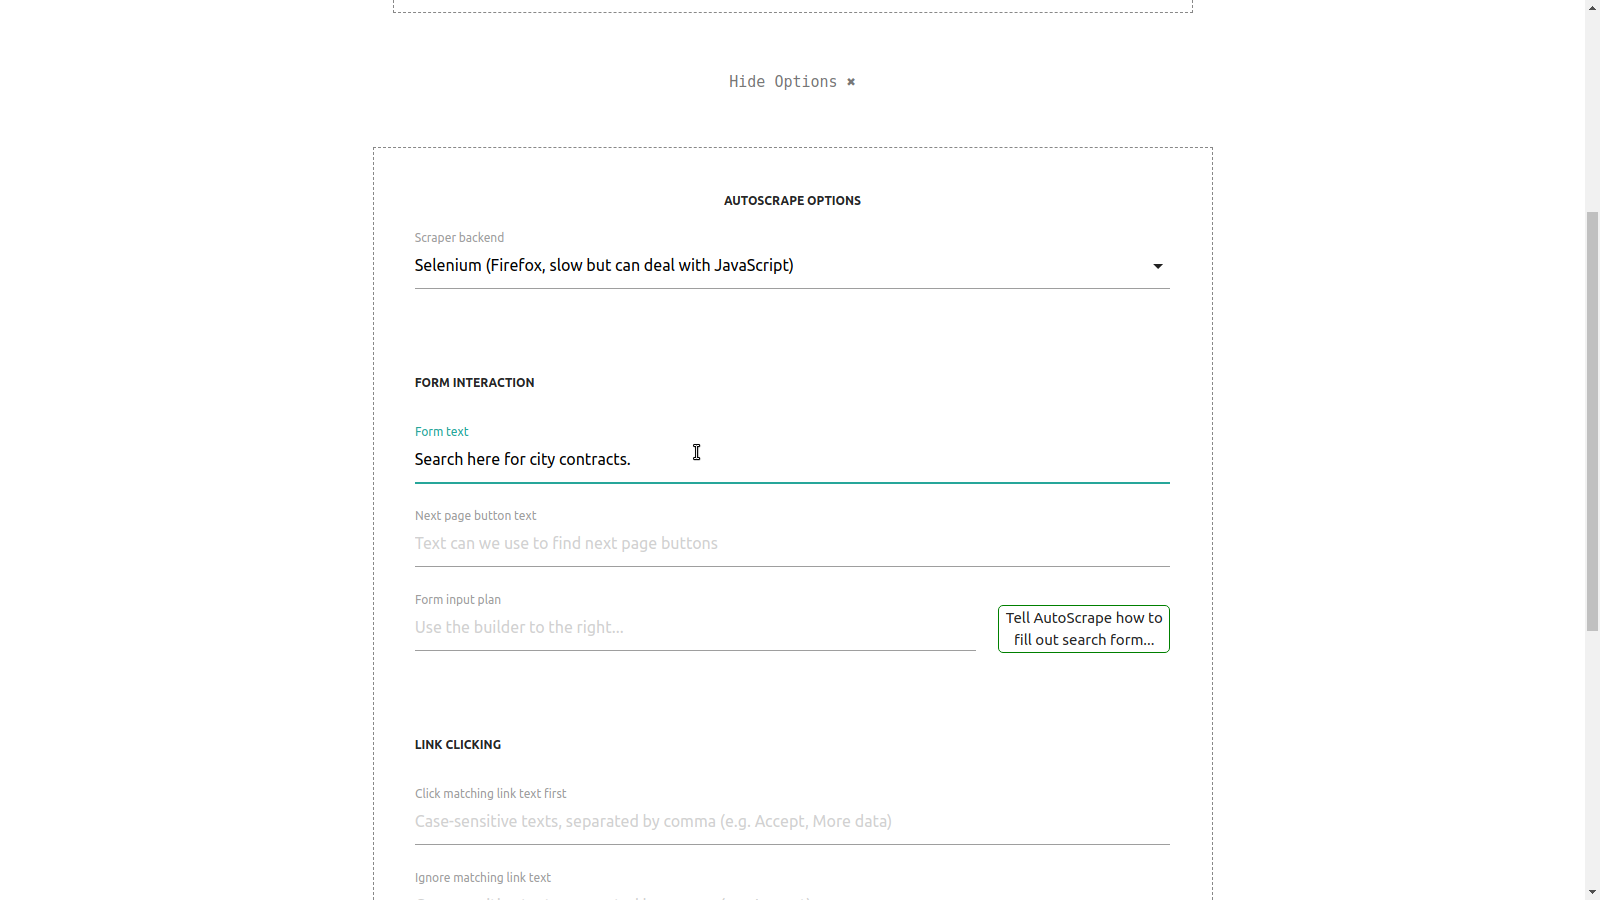 Hide Options ✖
AUTOSCRAPE OPTIONS
Scraper backend
Selenium (Firefox, slow but can deal with JavaScript)
FORM INTERACTION
Form text
Search here for city contracts.
Next page button text
Text can we use to find next page buttons
Form input plan
Use the builder to the right...
Tell AutoScrape how to
fill out search form...
LINK CLICKING
Click matching link text first
Case-sensitive texts, separated by comma (e.g. Accept, More data)
Ignore matching link text